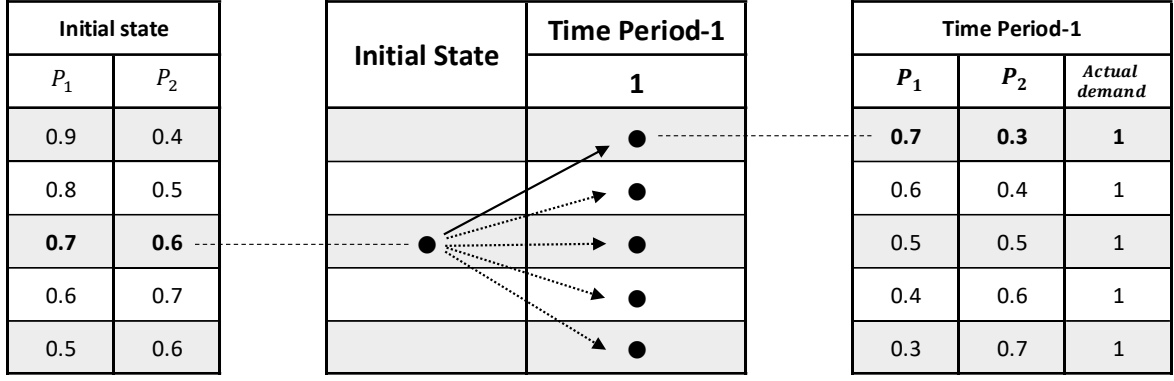 Initial state
P₁ P₂
0.9 0.4
0.8 0.5
0.7 0.6
0.6 0.7
0.5 0.6
Initial State
Time Period-1
1
Time Period-1
P₁ P₂ Actual
demand
0.7 0.3 1
0.6 0.4 1
0.5 0.5 1
0.4 0.6 1
0.3 0.7 1